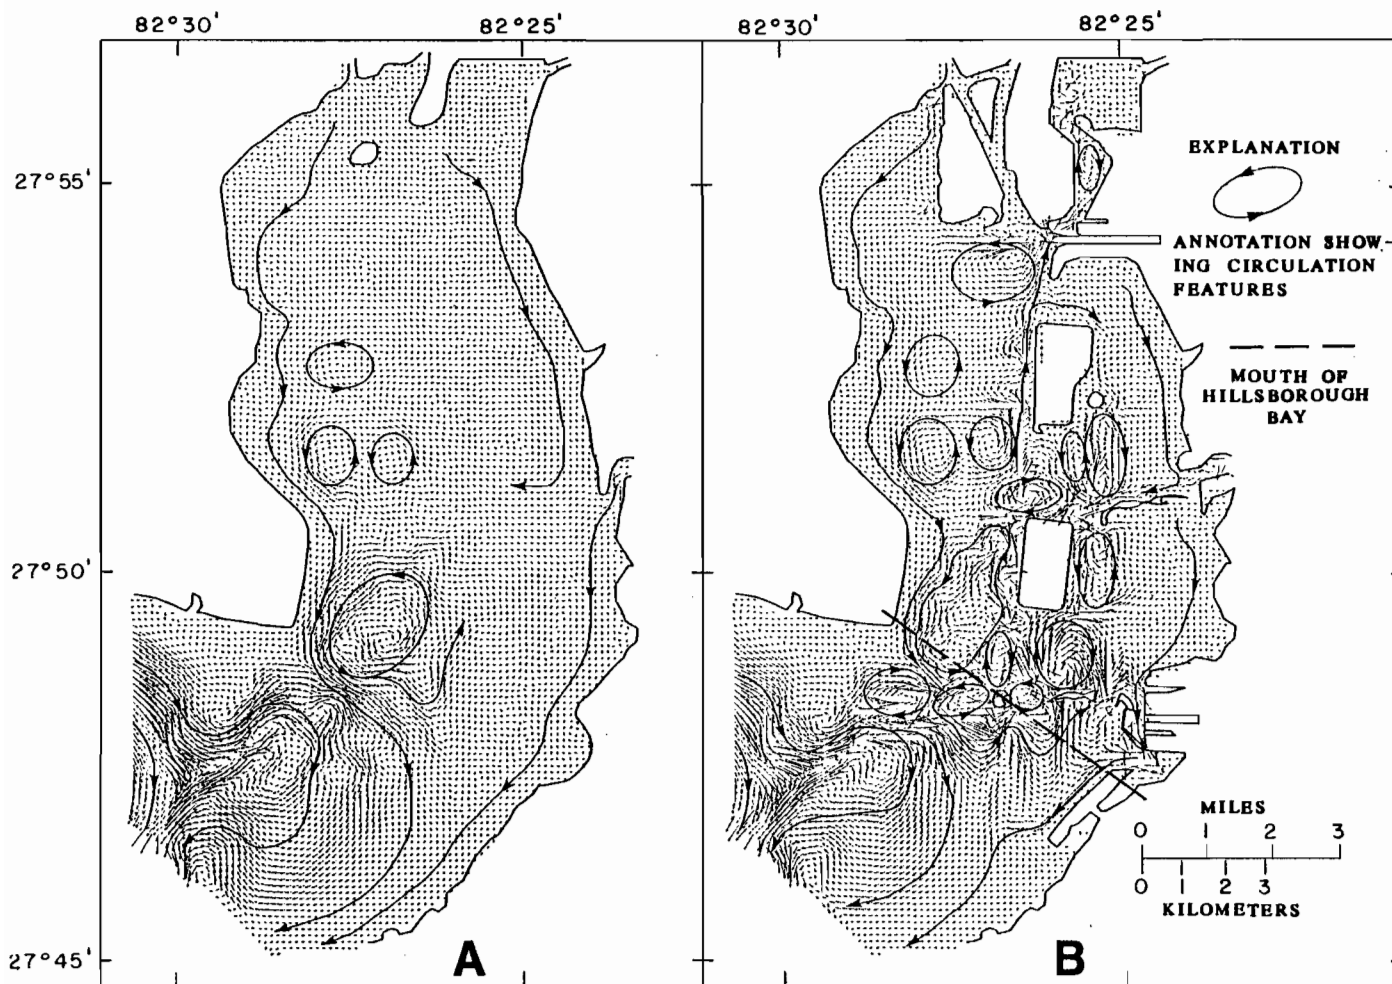 82°30' 82°25' 82°30' 82°25'
27°55'
EXPLANATION
ANNOTATION SHOW-
ING CIRCULATION
FEATURES
MOUTH OF
HILLSBOROUGH
BAY
27°50'
MILES
0 1 2 3
0 1 2 3
KILOMETERS
27°45'
A B